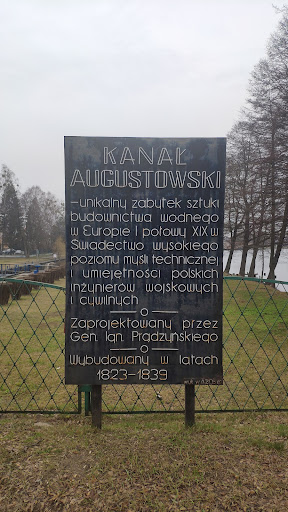 KANAŁ
AUGUSTOWSKI
–unikalny zabytek sztuki
budownictwa wodnego
w Europie I połowy XIX w
Świadectwo wysokiego
poziomu myśli technicznej
i umiejętności polskich
inżynierów wojskowych
i cywilnych
Zaprojektowany przez
Gen. Ign. Prądzyńskiego
Wybudowany w latach
1823-1839